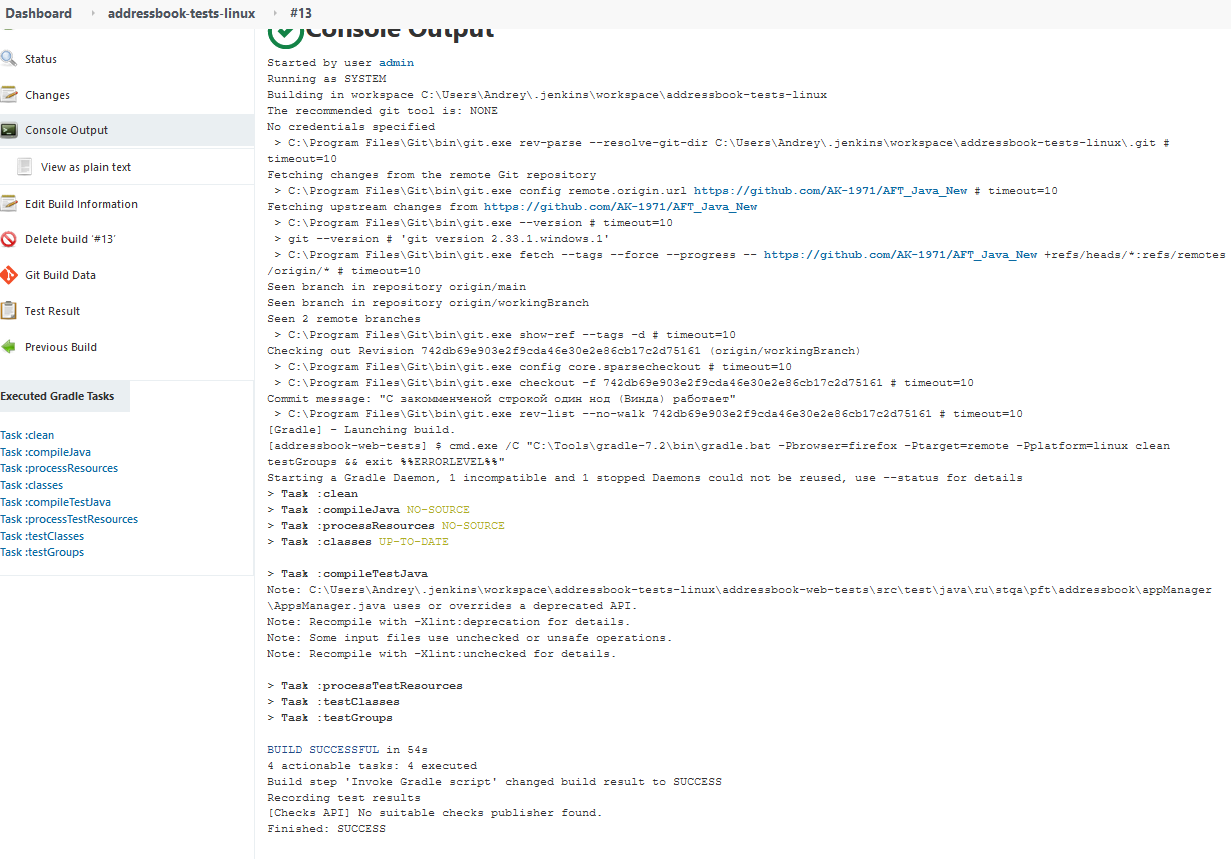 Dashboard
addressbook-tests-linux
#13
Status
Changes
Console Output
View as plain text
Edit Build Information
Delete build '#13'
Git Build Data
Test Result
Previous Build
Executed Gradle Tasks
Task :clean
Task :compileJava
Task :processResources
Task :classes
Task :compileTestJava
Task :processTestResources
Task :testClasses
Task :testGroups
Console Output
Started by user admin
Running as SYSTEM
Building in workspace C:\Users\Andrey\.jenkins\workspace\addressbook-tests-linux
The recommended git tool is: NONE
No credentials specified
> C:\Program Files\Git\bin\git.exe rev-parse --resolve-git-dir C:\Users\Andrey\.jenkins\workspace\addressbook-tests-linux\.git #
timeout=10
Fetching changes from the remote Git repository
> C:\Program Files\Git\bin\git.exe config remote.origin.url https://github.com/AK-1971/AFT_Java_New # timeout=10
Fetching upstream changes from https://github.com/AK-1971/AFT_Java_New
> C:\Program Files\Git\bin\git.exe --version # timeout=10
> git --version # 'git version 2.33.1.windows.1'
> C:\Program Files\Git\bin\git.exe fetch --tags --force --progress -- https://github.com/AK-1971/AFT_Java_New +refs/heads/*:refs/remotes
/origin/* # timeout=10
Seen branch in repository origin/main
Seen branch in repository origin/workingBranch
Seen 2 remote branches
> C:\Program Files\Git\bin\git.exe show-ref --tags -d # timeout=10
Checking out Revision 742db69e903e2f9cda46e30e2e86cb17c2d75161 (origin/workingBranch)
> C:\Program Files\Git\bin\git.exe config core.sparsecheckout # timeout=10
> C:\Program Files\Git\bin\git.exe checkout -f 742db69e903e2f9cda46e30e2e86cb17c2d75161 # timeout=10
Commit message: "С закомменченой строкой один нод (Винда) работает"
> C:\Program Files\Git\bin\git.exe rev-list --no-walk 742db69e903e2f9cda46e30e2e86cb17c2d75161 # timeout=10
[Gradle] - Launching build.
[addressbook-web-tests] $ cmd.exe /C "C:\Tools\gradle-7.2\bin\gradle.bat -Pbrowser=firefox -Ptarget=remote -Pplatform=linux clean
testGroups && exit %%ERRORLEVEL%%"
Starting a Gradle Daemon, 1 incompatible and 1 stopped Daemons could not be reused, use --status for details
> Task :clean
> Task :compileJava NO-SOURCE
> Task :processResources NO-SOURCE
> Task :classes UP-TO-DATE
> Task :compileTestJava
Note: C:\Users\Andrey\.jenkins\workspace\addressbook-tests-linux\addressbook-web-tests\src\test\java\ru\stqa\pft\addressbook\appManager
\AppsManager.java uses or overrides a deprecated API.
Note: Recompile with -Xlint:deprecation for details.
Note: Some input files use unchecked or unsafe operations.
Note: Recompile with -Xlint:unchecked for details.
> Task :processTestResources
> Task :testClasses
> Task :testGroups
BUILD SUCCESSFUL in 54s
4 actionable tasks: 4 executed
Build step 'Invoke Gradle script' changed build result to SUCCESS
Recording test results
[Checks API] No suitable checks publisher found.
Finished: SUCCESS